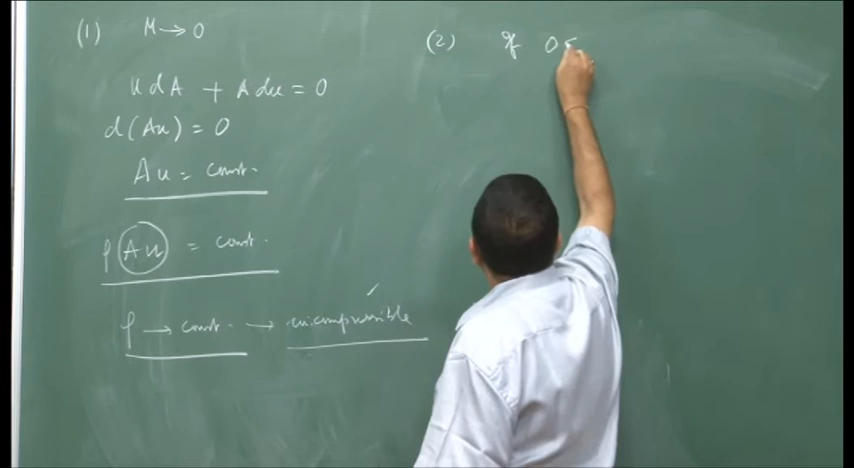 (1) M → 0
u dA + A du = 0
d(Au) = 0
Au = const.
ρ Au = const.
ρ → const. → incompressible ✓
(2) If 0 <